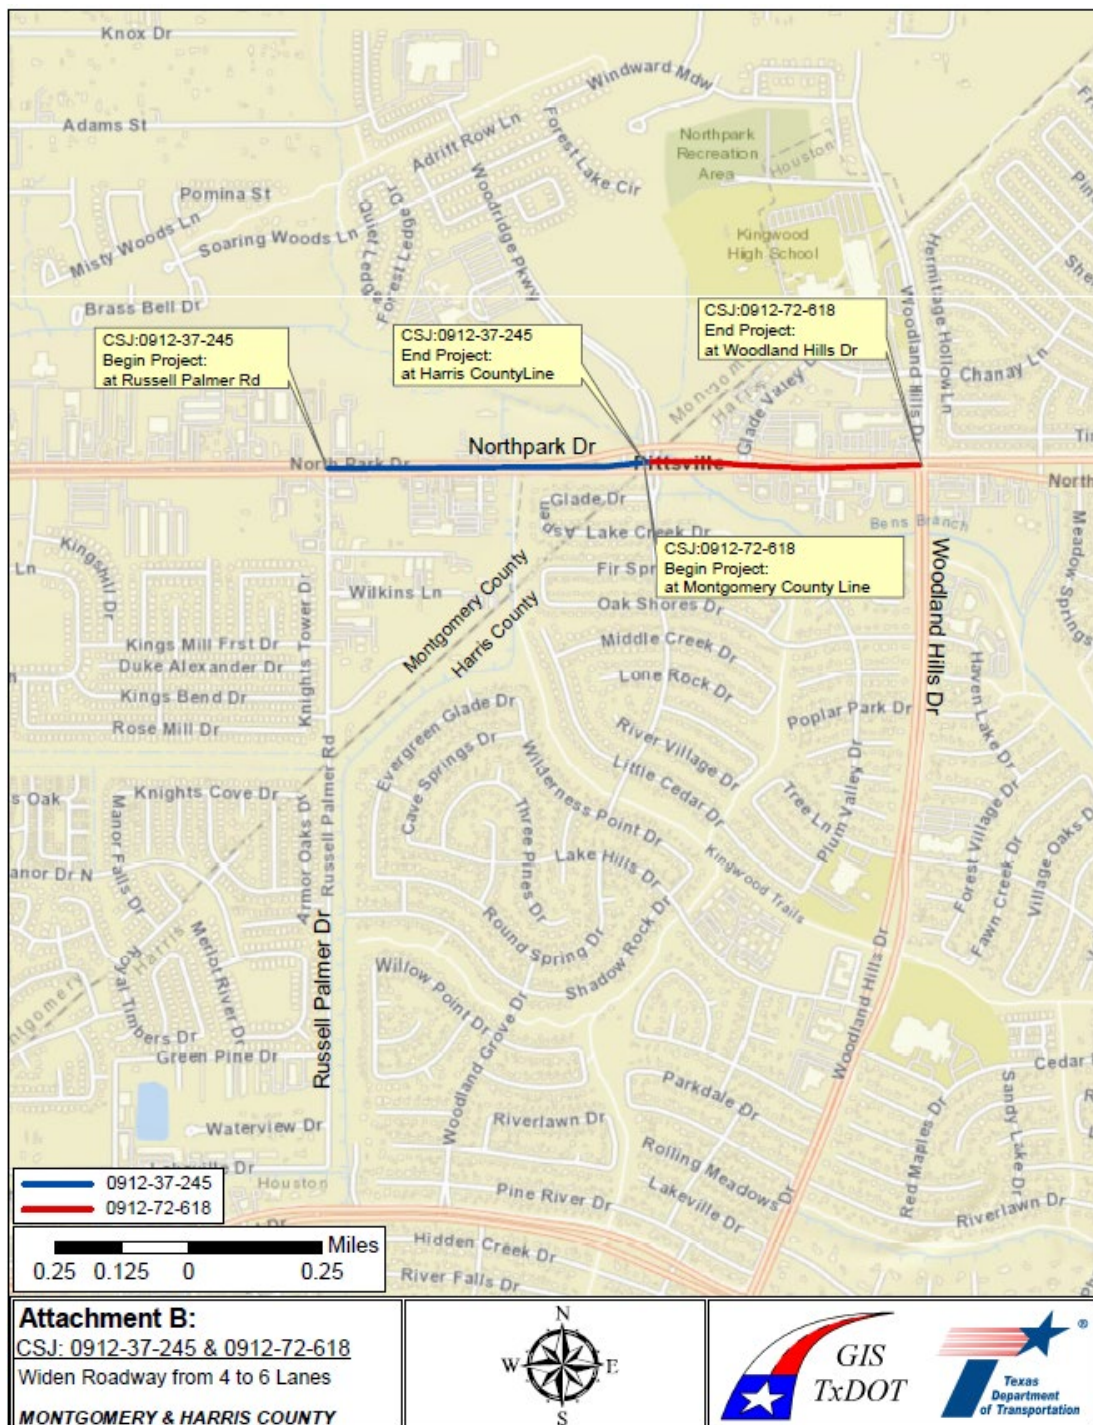 Knox Dr
Windward Mdw
Adams St
Forest Lake Cir
Adrift Row Ln
Northpark
Recreation
Area
Houston
Pomina St
Woodridge Pkwy
Misty Woods Ln
Soaring Woods Ln
Quiet Ledge
Forest Ledge Dr
Kingwood
High School
Hermitage Hollow Ln
Brass Bell Dr
Woodland Hills Dr
CSJ:0912-37-245
Begin Project:
at Russell Palmer Rd
CSJ:0912-37-245
End Project:
at Harris CountyLine
CSJ:0912-72-618
End Project:
at Woodland Hills Dr
Chanay Ln
Harris
Glade Valley
Northpark Dr
North Park Dr
Pittsville
North
Glade Dr
Lake Creek Dr
Bens Branch
Meadow Springs
CSJ:0912-72-618
Begin Project:
at Montgomery County Line
Kingsmill Dr
Ln
Wilkins Ln
Fir Spr
Oak Shores Dr
Montgomery County
Harris County
Woodland Hills Dr
Knights Tower Dr
Kings Mill Frst Dr
Duke Alexander Dr
Kings Bend Dr
Rose Mill Dr
Middle Creek Dr
Lone Rock Dr
Haven Lake Dr
Poplar Park Dr
Evergreen Glade Dr
Cave Springs Dr
River Village Dr
Little Cedar Dr
Wilderness Point Dr
Russell Palmer Rd
s Oak
Knights Cove Dr
Manor Falls Dr
Armor Oaks D
Three Pines Dr
Tree Ln
Plum Valley Dr
Forest Village Dr
Village Oaks D
Fawn Creek Dr
Lake Hills Dr
Kingwood Trails
anor Dr N
Round Spring Dr
Shadow Rock Dr
Harris
Merlot River Dr
Royal Timbers Dr
Russell Palmer Dr
Willow Point Dr
Woodland Grove Dr
Woodland Hills Dr
Green Pine Dr
Cedar
Parkdale Dr
Sandy Lake Dr
Red Maples Dr
Riverlawn Dr
Waterview Dr
Rolling Meadows Dr
Lakeville Dr
Riverlawn Dr
Houston
Pine River Dr
Lakeville Dr
Hidden Creek Dr
River Falls Dr
0912-37-245
0912-72-618
Miles
0.25 0.125 0 0.25
Attachment B:
CSJ: 0912-37-245 & 0912-72-618
Widen Roadway from 4 to 6 Lanes
MONTGOMERY & HARRIS COUNTY
N
W E
S
GIS
TxDOT
®
Texas
Department
of Transportation